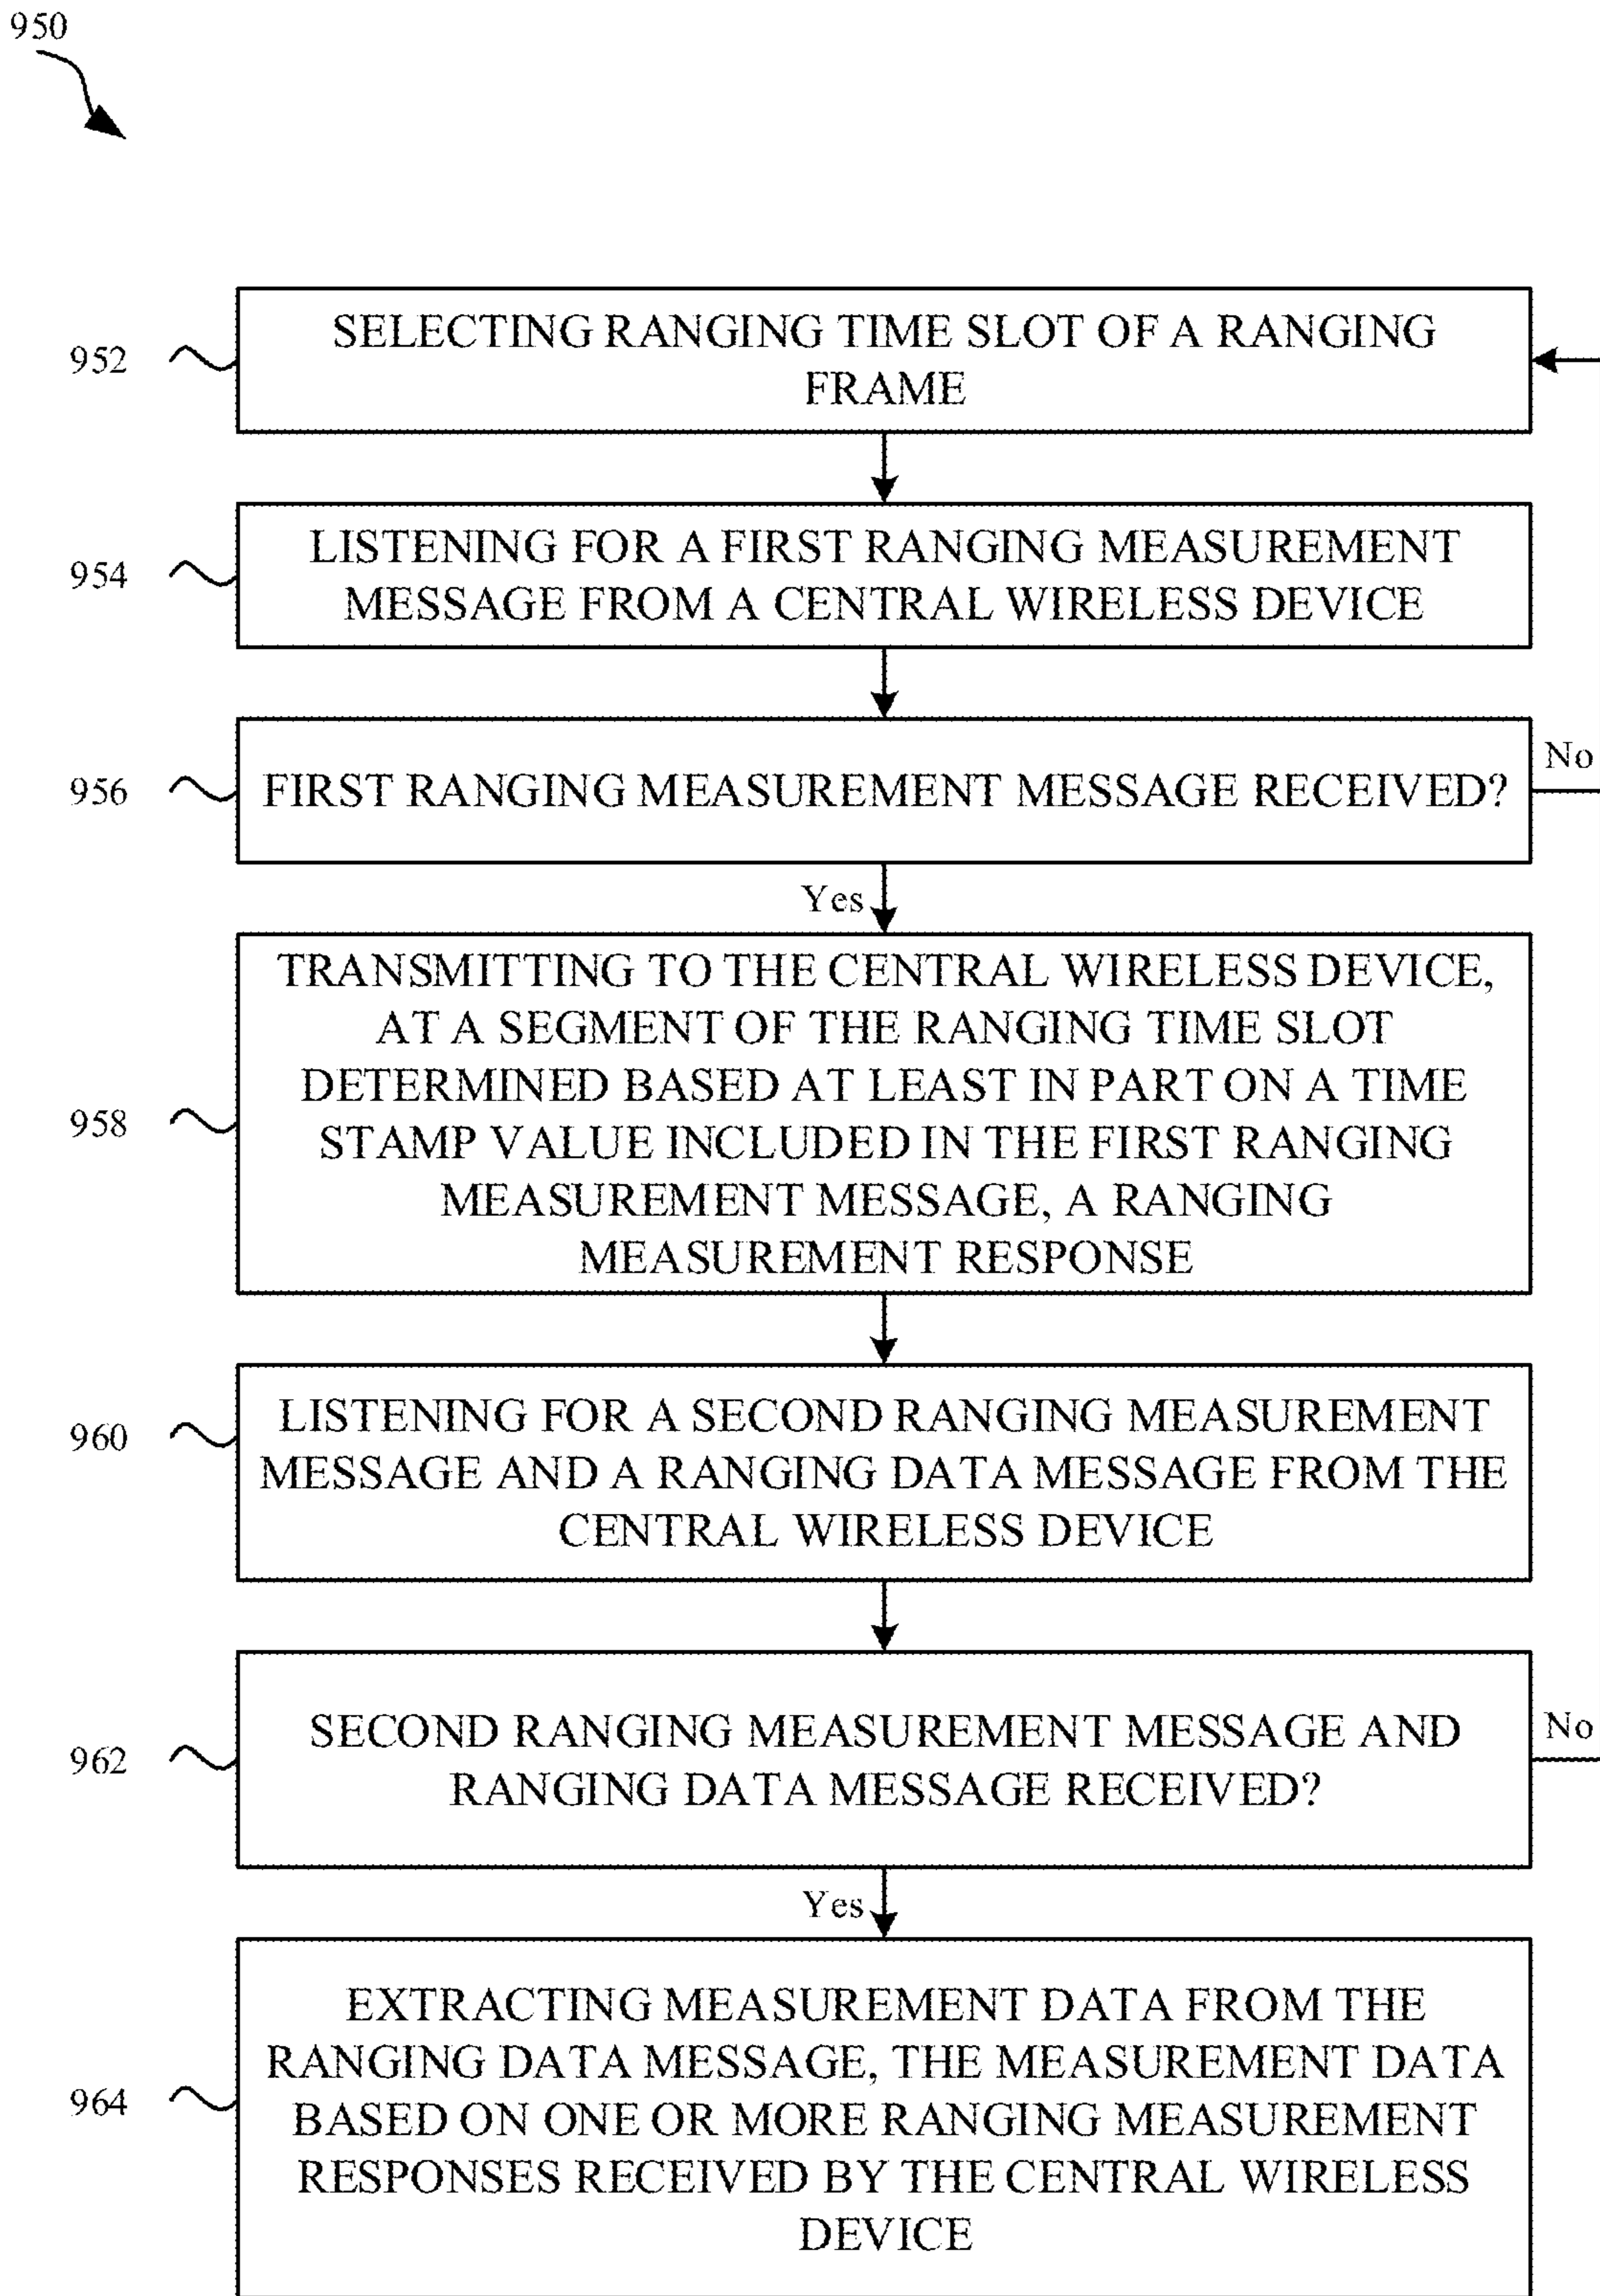 950
952
SELECTING RANGING TIME SLOT OF A RANGING
FRAME
954
LISTENING FOR A FIRST RANGING MEASUREMENT
MESSAGE FROM A CENTRAL WIRELESS DEVICE
956
FIRST RANGING MEASUREMENT MESSAGE RECEIVED?
No
Yes
958
TRANSMITTING TO THE CENTRAL WIRELESS DEVICE,
AT A SEGMENT OF THE RANGING TIME SLOT
DETERMINED BASED AT LEAST IN PART ON A TIME
STAMP VALUE INCLUDED IN THE FIRST RANGING
MEASUREMENT MESSAGE, A RANGING
MEASUREMENT RESPONSE
960
LISTENING FOR A SECOND RANGING MEASUREMENT
MESSAGE AND A RANGING DATA MESSAGE FROM THE
CENTRAL WIRELESS DEVICE
962
SECOND RANGING MEASUREMENT MESSAGE AND
RANGING DATA MESSAGE RECEIVED?
No
Yes
964
EXTRACTING MEASUREMENT DATA FROM THE
RANGING DATA MESSAGE, THE MEASUREMENT DATA
BASED ON ONE OR MORE RANGING MEASUREMENT
RESPONSES RECEIVED BY THE CENTRAL WIRELESS
DEVICE